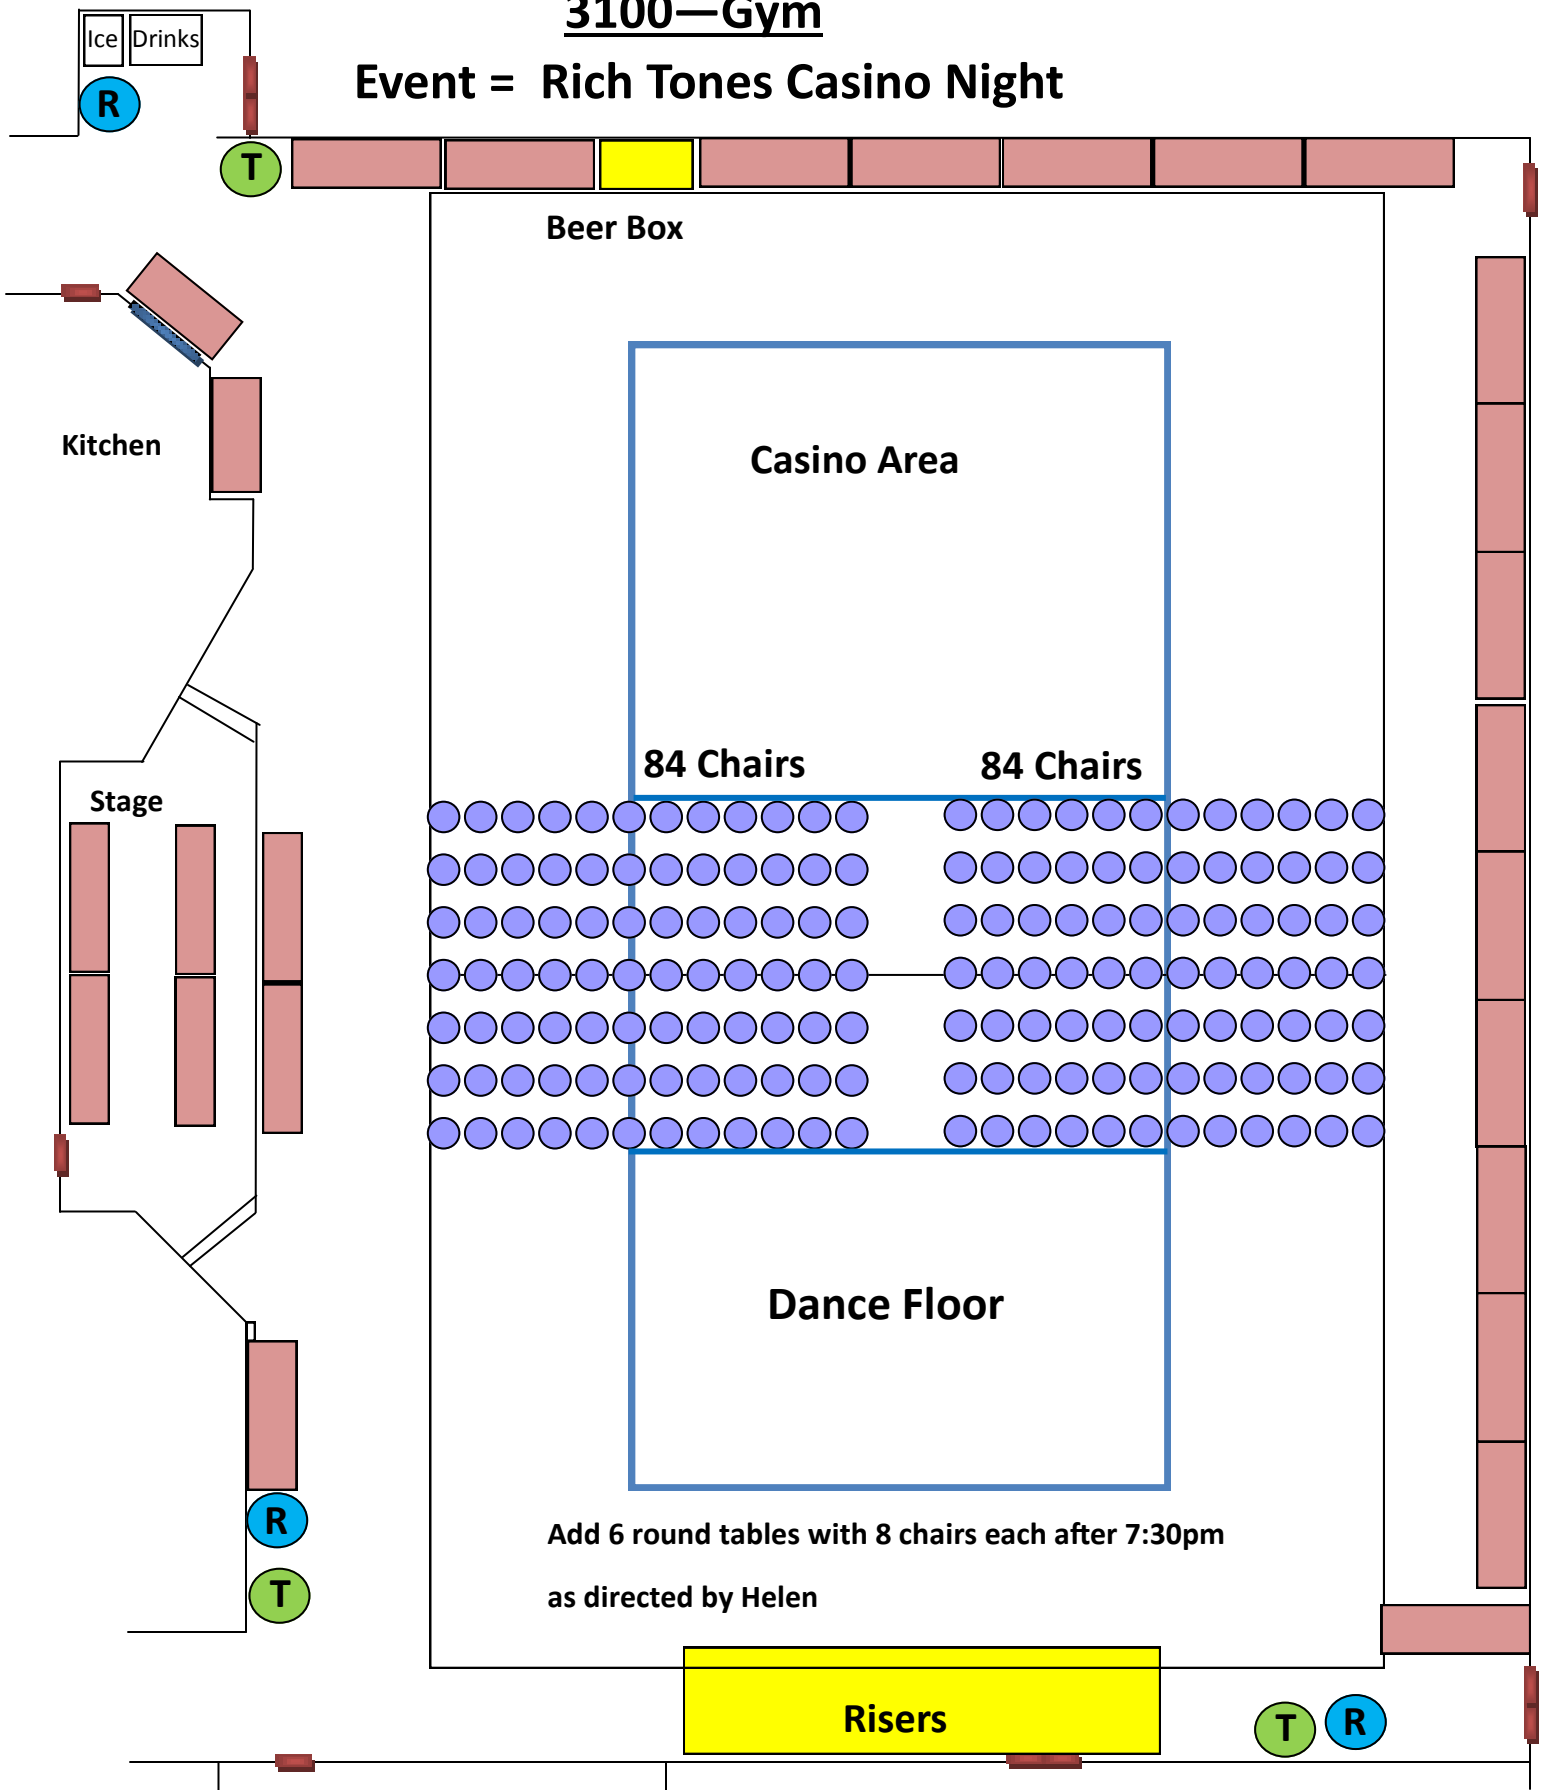 3100—Gym
Ice
Drinks
Event =  Rich Tones Casino Night
R
T
Beer Box
Kitchen
Casino Area
84 Chairs
84 Chairs
Stage
Dance Floor
R
Add 6 round tables with 8 chairs each after 7:30pm
T
as directed by Helen
Risers
T
R